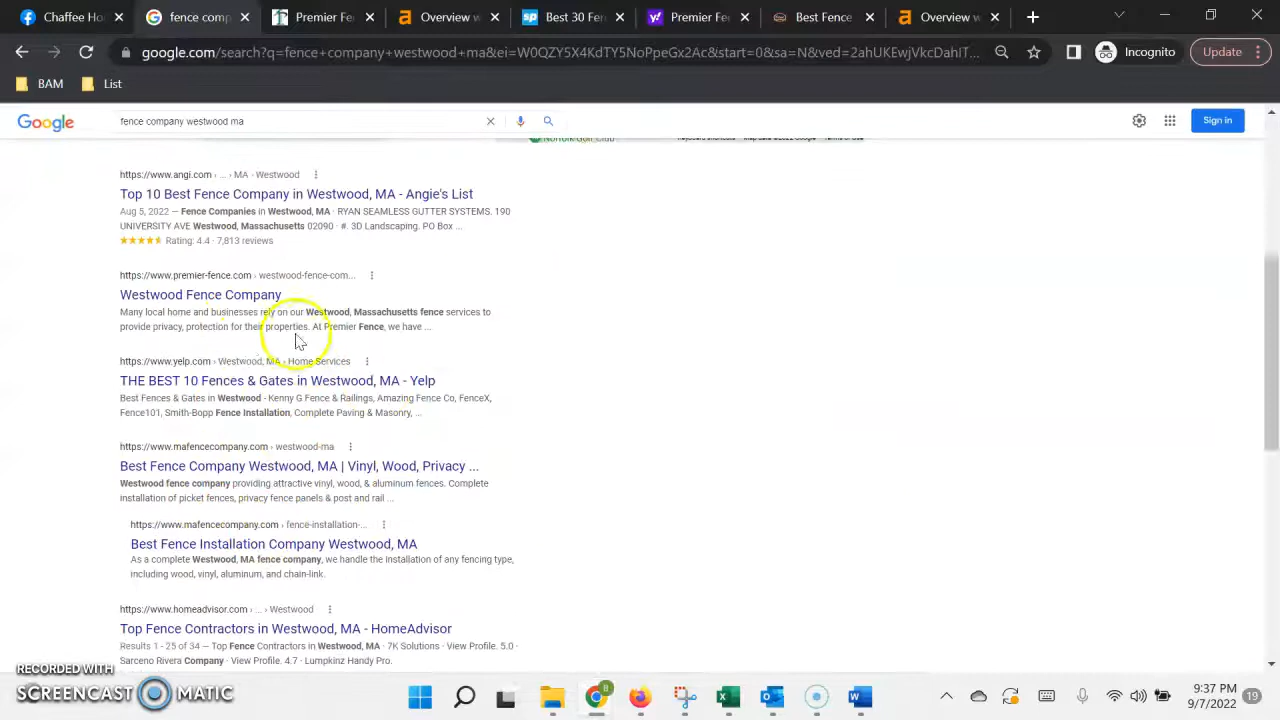 Chaffee Hom
fence compan
Premier Fen
Overview w
Best 30 Fen
Premier Fen
Best Fence
Overview w
google.com/search?q=fence+company+westwood+ma&ei=W0QZY5X4KdTY5NoPpeGx2Ac&start=0&sa=N&ved=2ahUKEwjVkcDahIT...
Incognito
Update
BAM
List
Google
fence company westwood ma
Sign in
Norfolk Golf Club
https://www.angi.com › ... › MA › Westwood
Top 10 Best Fence Company in Westwood, MA - Angie's List
Aug 5, 2022 — Fence Companies in Westwood, MA · RYAN SEAMLESS GUTTER SYSTEMS. 190
UNIVERSITY AVE Westwood, Massachusetts 02090 · #. 3D Landscaping. PO Box ...
Rating: 4.4 · 7,813 reviews
https://www.premier-fence.com › westwood-fence-com...
Westwood Fence Company
Many local home and businesses rely on our Westwood, Massachusetts fence services to
provide privacy, protection for their properties. At Premier Fence, we have ...
https://www.yelp.com › Westwood, MA › Home Services
THE BEST 10 Fences & Gates in Westwood, MA - Yelp
Best Fences & Gates in Westwood - Kenny G Fence & Railings, Amazing Fence Co, FenceX,
Fence101, Smith-Bopp Fence Installation, Complete Paving & Masonry, ...
https://www.mafencecompany.com › westwood-ma
Best Fence Company Westwood, MA | Vinyl, Wood, Privacy ...
Westwood fence company providing attractive vinyl, wood, & aluminum fences. Complete
installation of picket fences, privacy fence panels & post and rail ...
https://www.mafencecompany.com › fence-installation-...
Best Fence Installation Company Westwood, MA
As a complete Westwood, MA fence company, we handle the installation of any fencing type,
including wood, vinyl, aluminum, and chain-link.
https://www.homeadvisor.com › ... › Westwood
Top Fence Contractors in Westwood, MA - HomeAdvisor
Results 1 - 25 of 34 — Top Fence Contractors in Westwood, MA · 7K Solutions · View Profile. 5.0 ·
Sarceno Rivera Company · View Profile. 4.7 · Lumpkinz Handy Pro.
RECORDED WITH
SCREENCAST MATIC
8
9:37 PM
9/7/2022
19